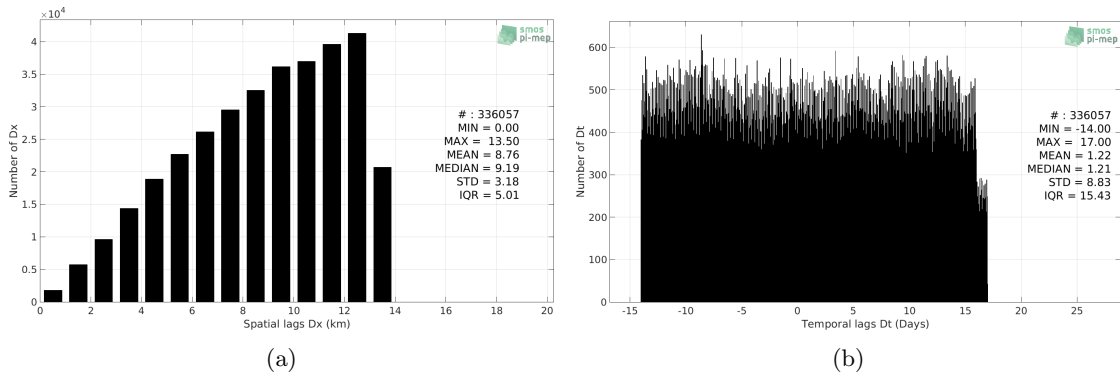 ×10⁴
4
3.5
3
2.5
2
1.5
1
0.5
0
Number of Dx
0 2 4 6 8 10 12 14 16 18 20
Spatial lags Dx (km)
smos
pi-mep
# : 336057
MIN = 0.00
MAX = 13.50
MEAN = 8.76
MEDIAN = 9.19
STD = 3.18
IQR = 5.01
(a)
600
500
400
300
200
100
0
Number of Dt
-15 -10 -5 0 5 10 15 20 25
Temporal lags Dt (Days)
smos
pi-mep
# : 336057
MIN = -14.00
MAX = 17.00
MEAN = 1.22
MEDIAN = 1.21
STD = 8.83
IQR = 15.43
(b)